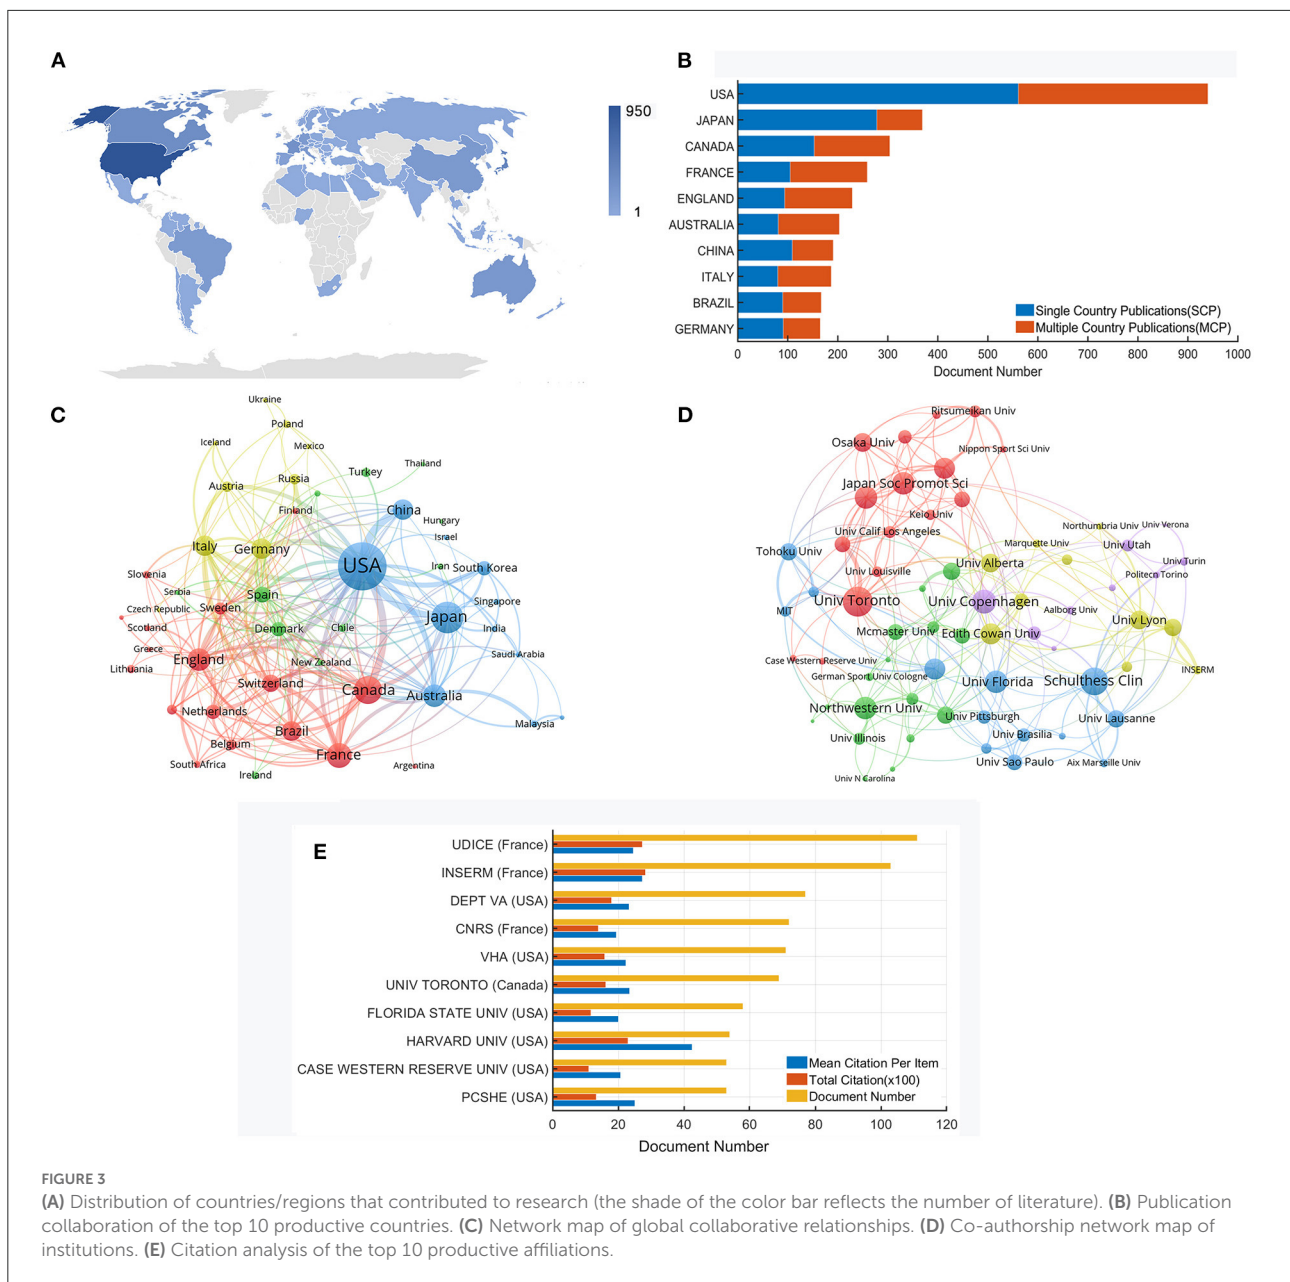 A
950
1
B
USA
JAPAN
CANADA
FRANCE
ENGLAND
AUSTRALIA
CHINA
ITALY
BRAZIL
GERMANY
Single Country Publications(SCP)
Multiple Country Publications(MCP)
0 100 200 300 400 500 600 700 800 900 1000
Document Number
C
Ukraine
Poland
Iceland
Mexico
Thailand
Turkey
Russia
Austria
Finland
China
Hungary
Israel
Italy
Germany
USA
Iran
South Korea
Slovenia
Serbia
Spain
Singapore
Czech Republic
Sweden
Japan
Scotland
Denmark
Chile
India
Greece
England
New Zealand
Saudi Arabia
Lithuania
Switzerland
Canada
Australia
Netherlands
Brazil
Malaysia
Belgium
France
South Africa
Argentina
Ireland
D
Ritsumeikan Univ
Osaka Univ
Nippon Sport Sci Univ
Japan Soc Promot Sci
Keio Univ
Univ Calif Los Angeles
Northumbria Univ
Univ Verona
Tohoku Univ
Marquette Univ
Univ Utah
Univ Louisville
Univ Alberta
Univ Turin
Politecn Torino
Univ Toronto
Univ Copenhagen
MIT
Aalborg Univ
Univ Lyon
Mcmaster Univ
Edith Cowan Univ
Case Western Reserve Univ
German Sport Univ Cologne
INSERM
Univ Florida
Schulthess Clin
Northwestern Univ
Univ Pittsburgh
Univ Lausanne
Univ Illinois
Univ Brasilia
Univ Sao Paulo
Aix Marseille Univ
Univ N Carolina
E
UDICE (France)
INSERM (France)
DEPT VA (USA)
CNRS (France)
VHA (USA)
UNIV TORONTO (Canada)
FLORIDA STATE UNIV (USA)
HARVARD UNIV (USA)
CASE WESTERN RESERVE UNIV (USA)
PCSHE (USA)
Mean Citation Per Item
Total Citation(x100)
Document Number
0 20 40 60 80 100 120
Document Number
FIGURE 3
(A) Distribution of countries/regions that contributed to research (the shade of the color bar reflects the number of literature). (B) Publication
collaboration of the top 10 productive countries. (C) Network map of global collaborative relationships. (D) Co-authorship network map of
institutions. (E) Citation analysis of the top 10 productive affiliations.